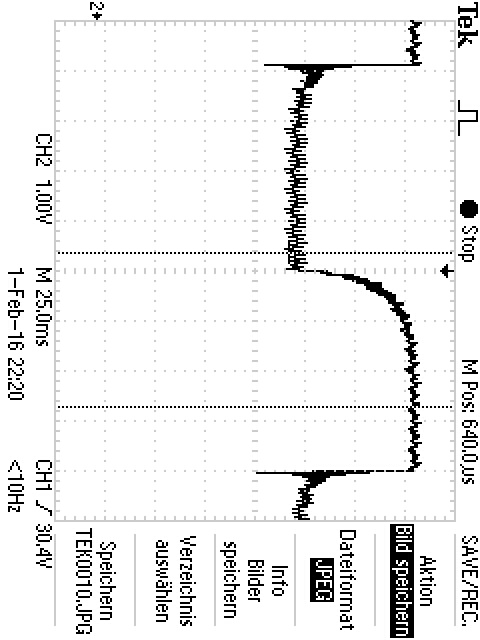 Tek
Stop
M Pos: 640.0µs
SAVE/REC.
Aktion
Bild speichern
Dateiformat
JPEG
Info
Bilder
speichern
Verzeichnis
auswählen
Speichern
TEK0010.JPG
2
CH2 1.00V
M 25.0ms
CH1 / 30.4V
1-Feb-16 22:20
<10Hz